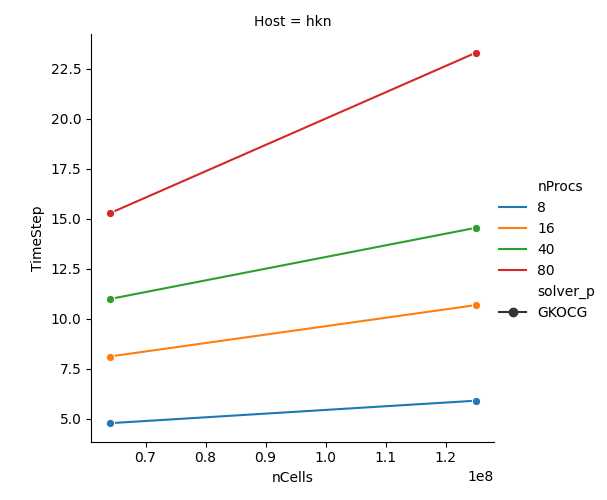 Host = hkn
22.5
20.0
17.5
15.0
12.5
10.0
7.5
5.0
TimeStep
0.7 0.8 0.9 1.0 1.1 1.2
1e8
nCells
nProcs
8
16
40
80
solver_p
GKOCG